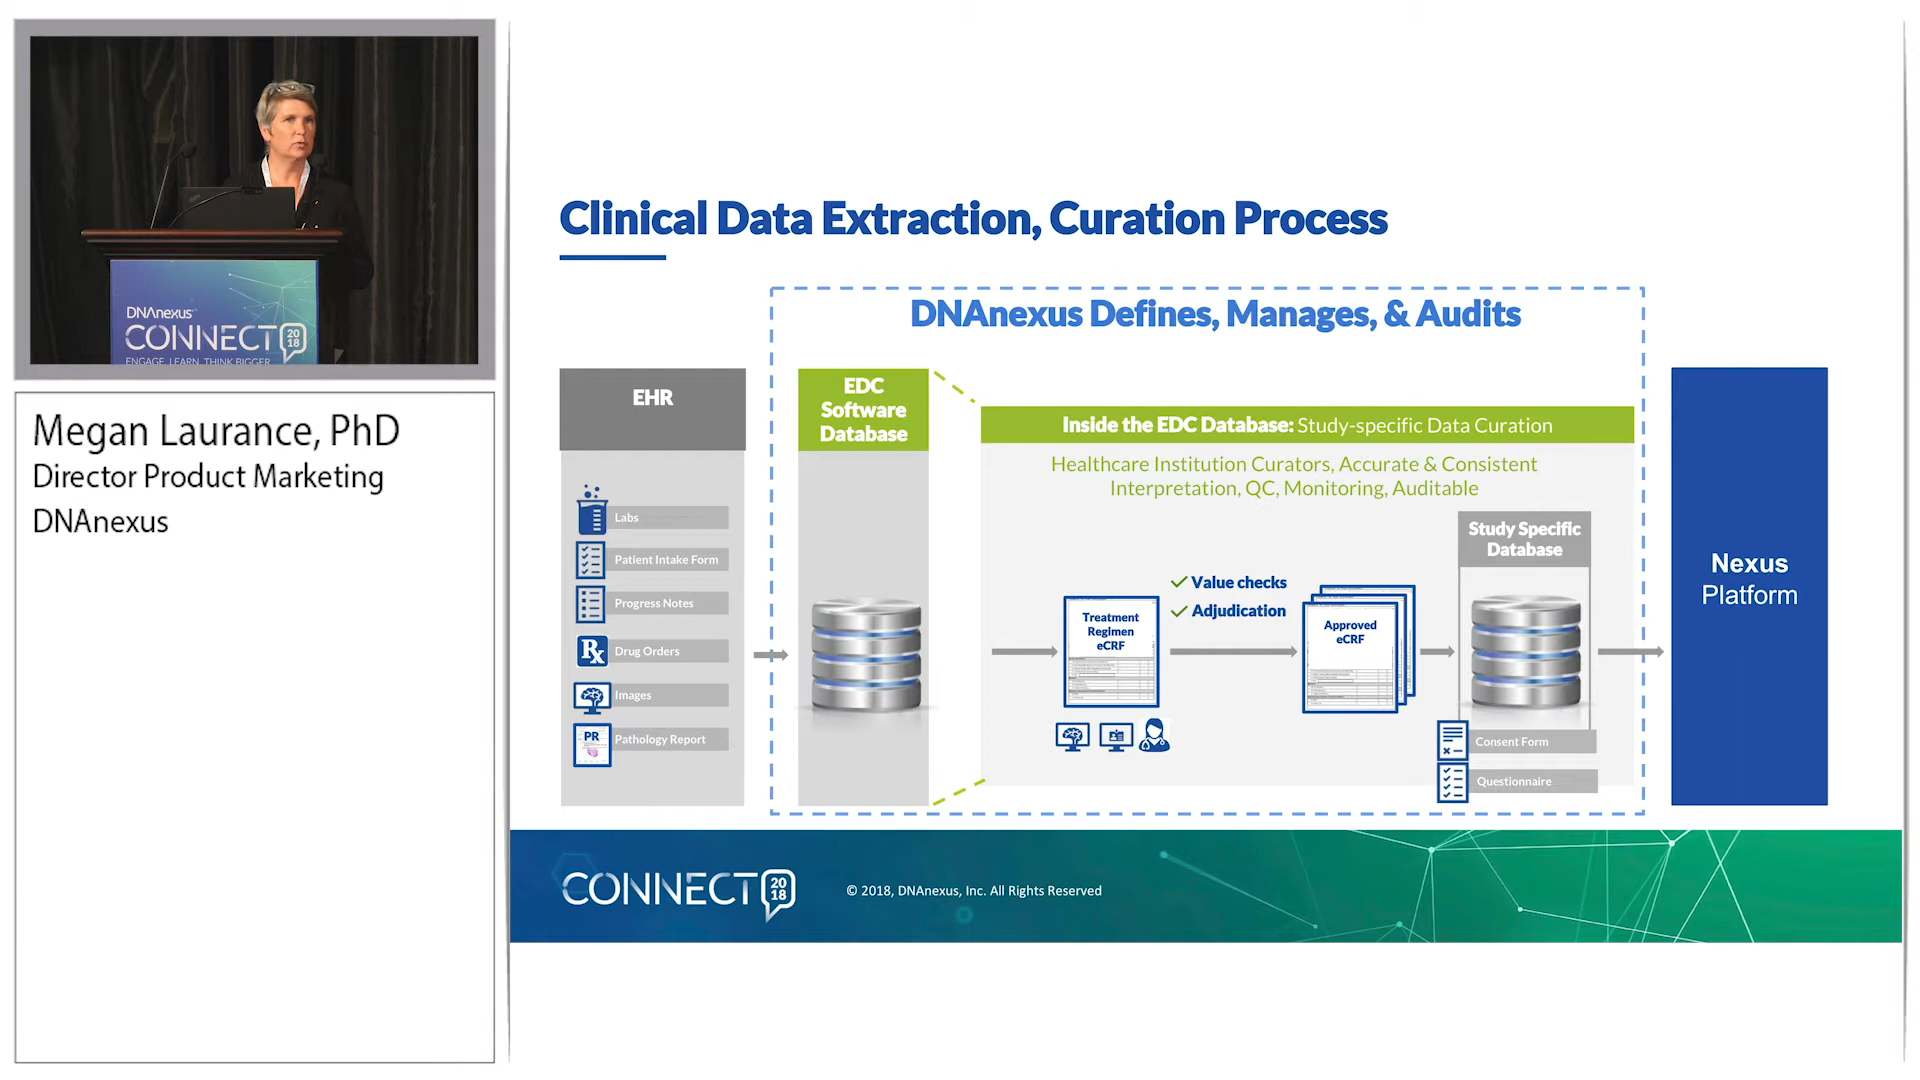 DNAnexus
CONNECT 20 18
ENGAGE. LEARN. THINK BIGGER
Megan Laurance, PhD
Director Product Marketing
DNAnexus
Clinical Data Extraction, Curation Process
DNAnexus Defines, Manages, & Audits
EHR
Labs
Patient Intake Form
Progress Notes
Rx
Drug Orders
Images
PR
Pathology Report
EDC
Software
Database
Inside the EDC Database: Study-specific Data Curation
Healthcare Institution Curators, Accurate & Consistent
Interpretation, QC, Monitoring, Auditable
Treatment
Regimen
eCRF
Value checks
Adjudication
Approved
eCRF
Study Specific
Database
Consent Form
Questionnaire
Nexus
Platform
CONNECT 20 18
© 2018, DNAnexus, Inc. All Rights Reserved